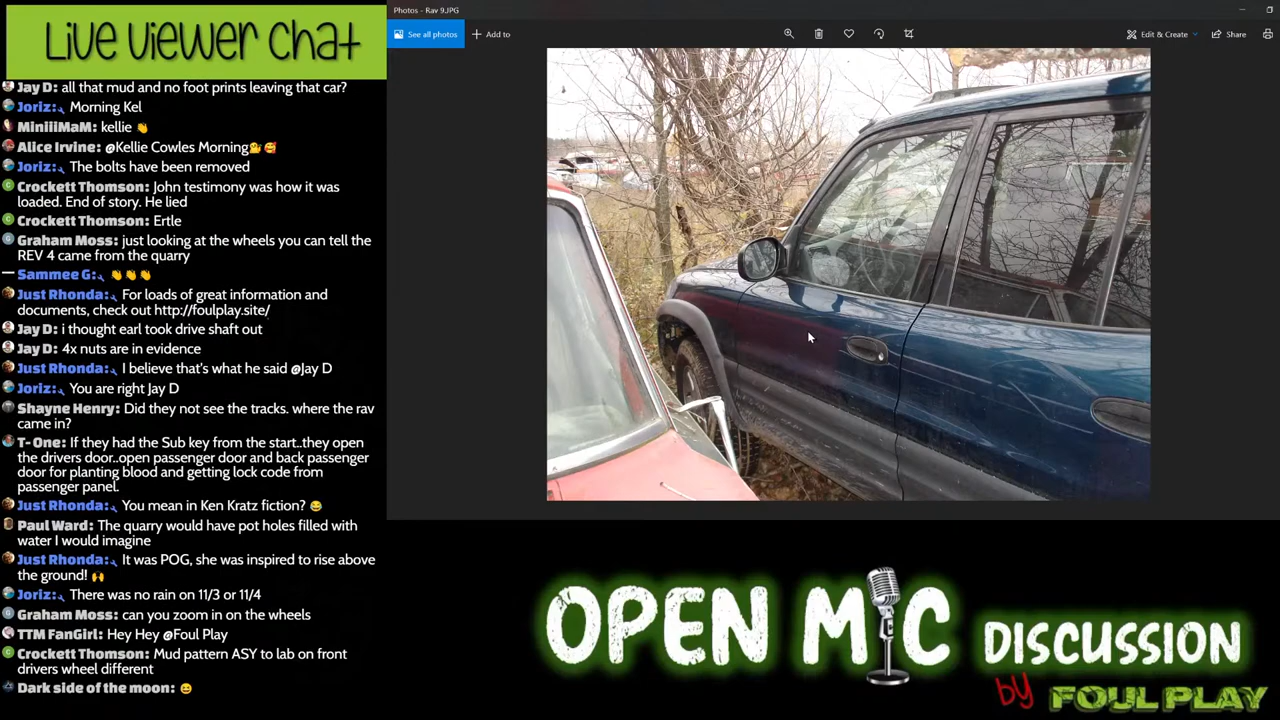 Live viewer chat
Jay D: all that mud and no foot prints leaving that car?
Joriz: Morning Kel
MiniiiMaM: kellie 👏
Alice Irvine: @Kellie Cowles Morning🙋🥰
Joriz: The bolts have been removed
Crockett Thomson: John testimony was how it was
loaded. End of story. He lied
Crockett Thomson: Ertle
Graham Moss: just looking at the wheels you can tell the
REV 4 came from the quarry
Sammee G: 👏👏👏
Just Rhonda: For loads of great information and
documents, check out http://foulplay.site/
Jay D: i thought earl took drive shaft out
Jay D: 4x nuts are in evidence
Just Rhonda: I believe that's what he said @Jay D
Joriz: You are right Jay D
Shayne Henry: Did they not see the tracks. where the rav
came in?
T-One: If they had the Sub key from the start..they open
the drivers door..open passenger door and back passenger
door for planting blood and getting lock code from
passenger panel.
Just Rhonda: You mean in Ken Kratz fiction? 😂
Paul Ward: The quarry would have pot holes filled with
water I would imagine
Just Rhonda: It was POG, she was inspired to rise above
the ground! 🙌
Joriz: There was no rain on 11/3 or 11/4
Graham Moss: can you zoom in on the wheels
TTM FanGirl: Hey Hey @Foul Play
Crockett Thomson: Mud pattern ASY to lab on front
drivers wheel different
Dark side of the moon: 😄
Photos - Rav 9.JPG
See all photos
Add to
Edit & Create
Share
OPEN MIC
DISCUSSION
by FOUL PLAY